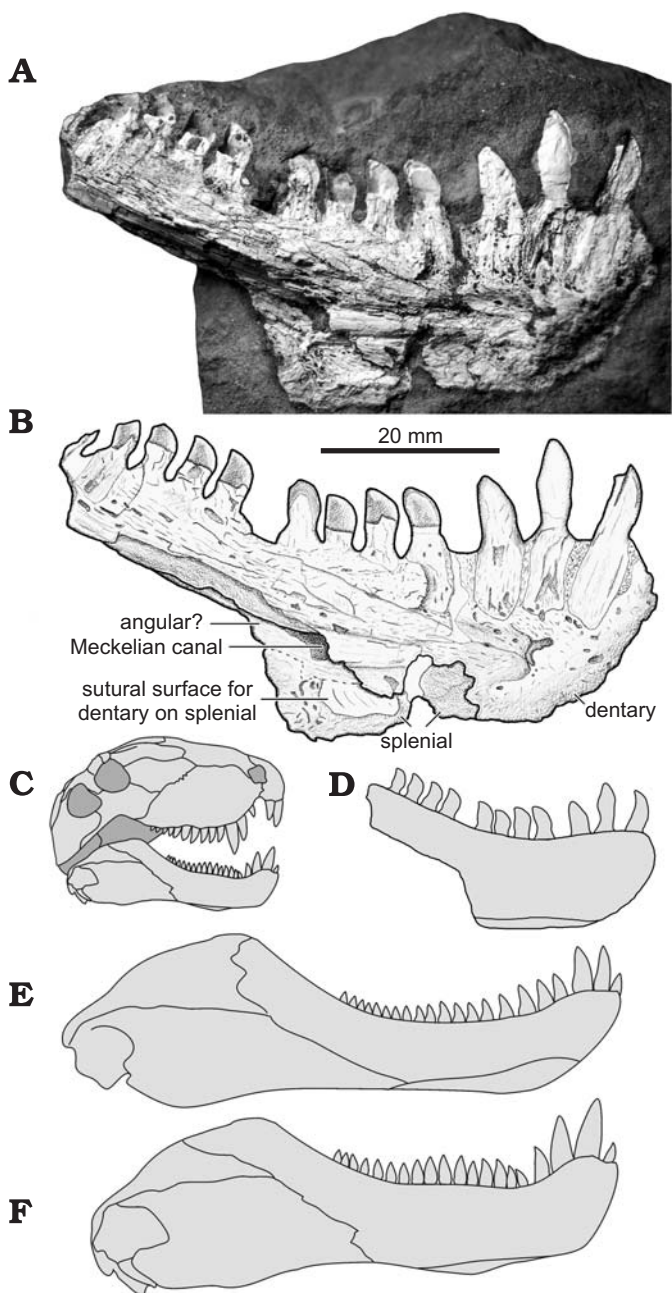 A
B
20 mm
angular?
Meckelian canal
sutural surface for
dentary on splenial
splenial
dentary
C
D
E
F